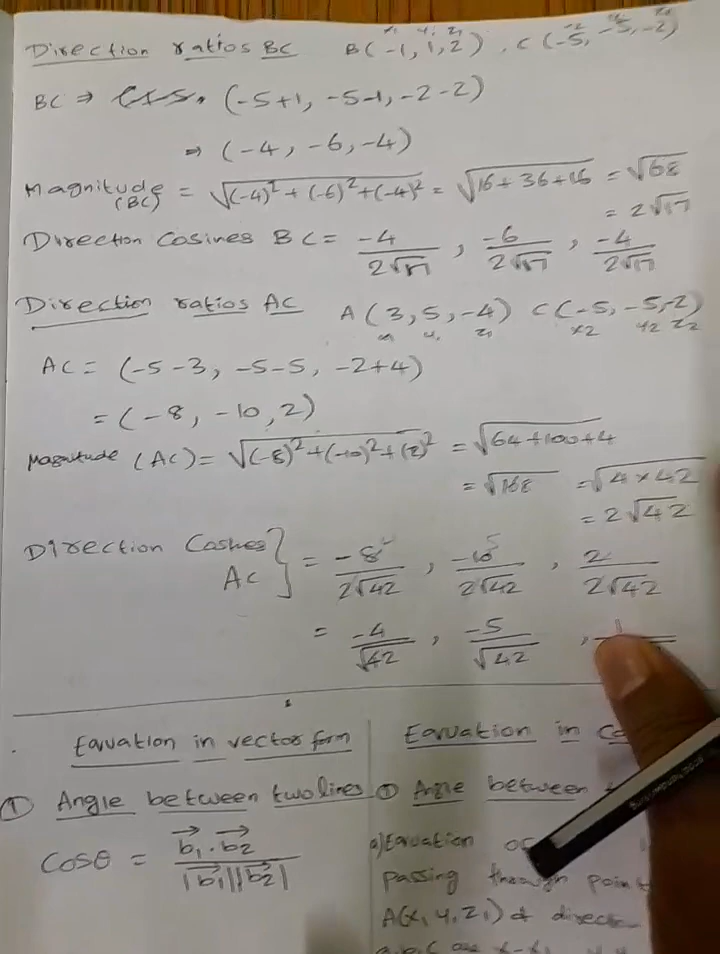 Direction ratios BC   B(-1, 1, 2), C(-5, -5, -2)
BC ⇒ (-5+1, -5-1, -2-2)
⇒ (-4, -6, -4)
Magnitude (BC) = √(-4)²+(-6)²+(-4)² = √16+36+16 = √68
= 2√17
Direction Cosines BC = -4/2√17, -6/2√17, -4/2√17
Direction ratios AC   A(3, 5, -4) C(-5, -5, -2)
x2 y2 z2
AC = (-5-3, -5-5, -2+4)
= (-8, -10, 2)
Magnitude (AC) = √(-8)²+(-10)²+(2)² = √64+100+4
= √168 = √4×42
= 2√42
Direction Cosines AC } = -8/2√42, -10/2√42, 2/2√42
= -4/√42, -5/√42, 1
Equation in vector form
① Angle between two lines
Cosθ = b₁→.b₂→/|b₁→||b₂→|
Equation in
① Angle between
a) Equation of
passing through point
A(x₁ y₁ z₁) &
a, b, c are